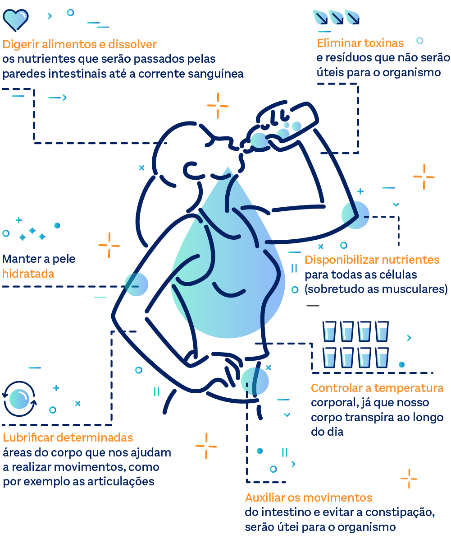 Digerir alimentos e dissolver
os nutrientes que serão passados pelas
paredes intestinais até a corrente sanguínea
Eliminar toxinas
e resíduos que não serão
úteis para o organismo
Manter a pele
hidratada
Disponibilizar nutrientes
para todas as células
(sobretudo as musculares)
Controlar a temperatura
corporal, já que nosso
corpo transpira ao longo
do dia
Lubrificar determinadas
áreas do corpo que nos ajudam
a realizar movimentos, como
por exemplo as articulações
Auxiliar os movimentos
do intestino e evitar a constipação,
serão útei para o organismo